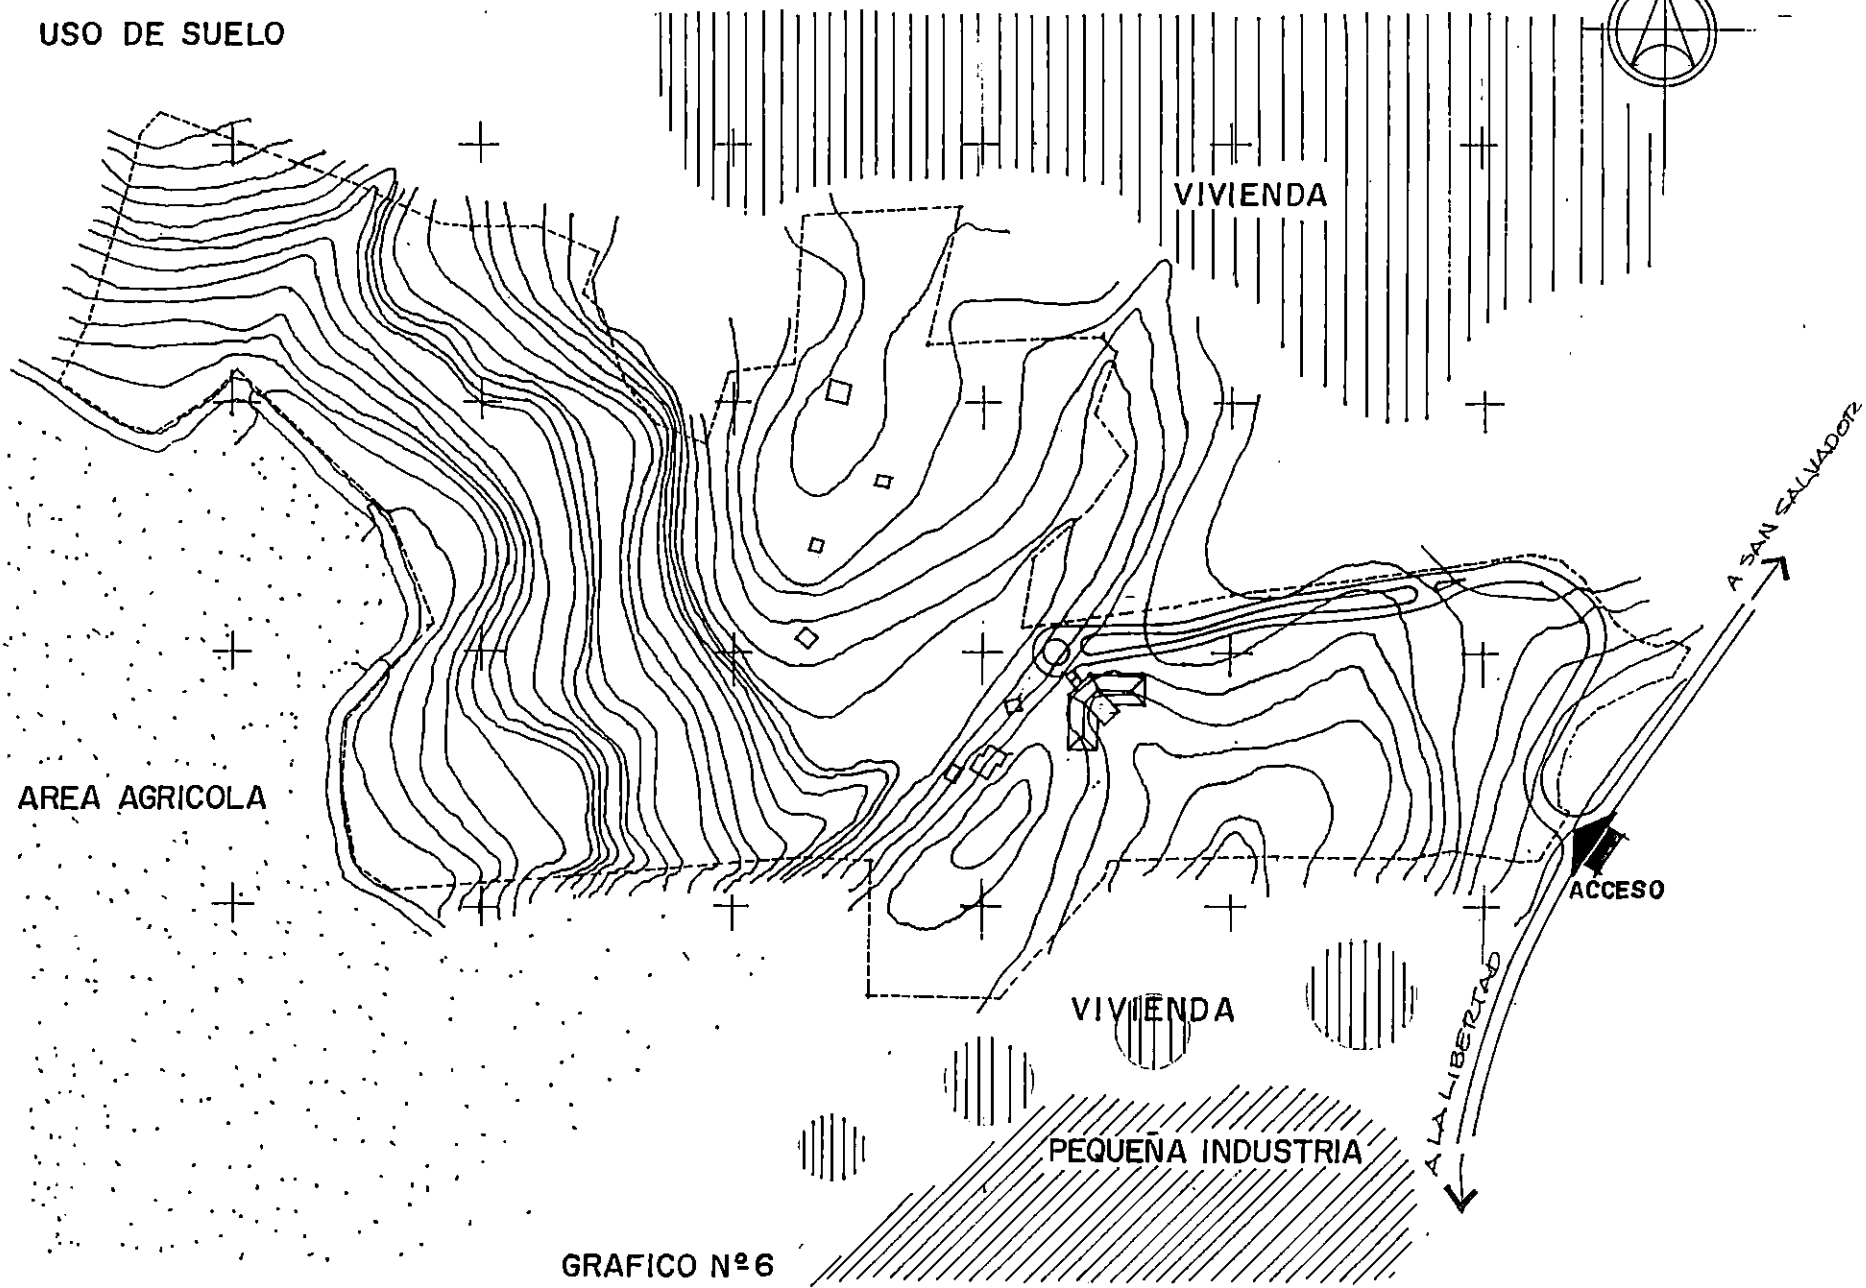 USO DE SUELO
VIVIENDA
A SAN SALVADOR
AREA AGRICOLA
ACCESO
A LA LIBERTAD
VIVIENDA
PEQUEÑA INDUSTRIA
GRAFICO Nº6